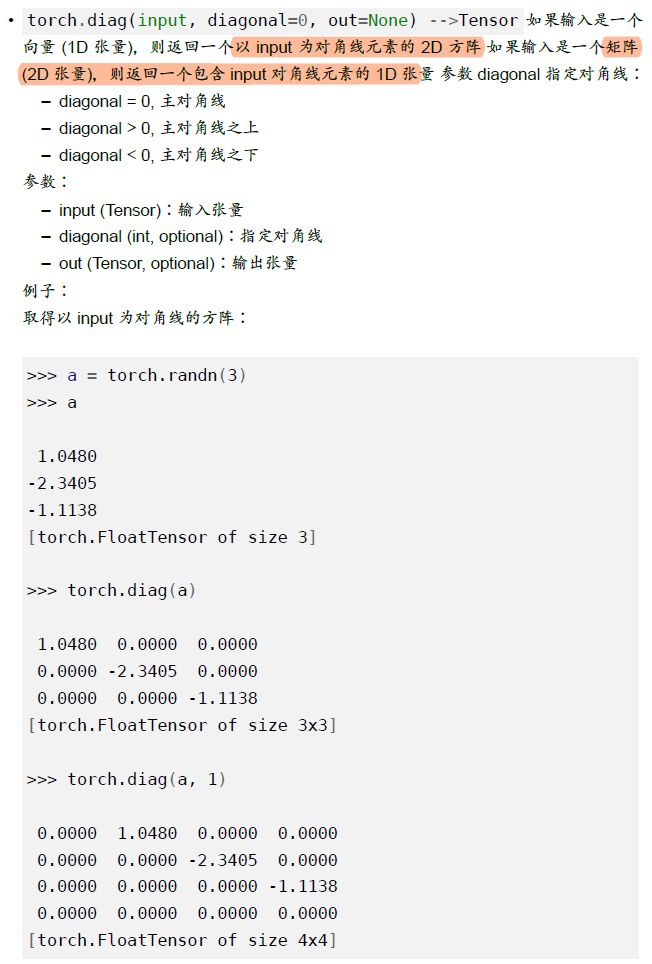 • torch.diag(input, diagonal=0, out=None) -->Tensor 如果输入是一个
向量 (1D 张量)，则返回一个以 input 为对角线元素的 2D 方阵 如果输入是一个矩阵
(2D 张量)，则返回一个包含 input 对角线元素的 1D 张量 参数 diagonal 指定对角线：
– diagonal = 0, 主对角线
– diagonal > 0, 主对角线之上
– diagonal < 0, 主对角线之下
参数：
– input (Tensor)：输入张量
– diagonal (int, optional)：指定对角线
– out (Tensor, optional)：输出张量
例子：
取得以 input 为对角线的方阵：
>>> a = torch.randn(3)
>>> a
1.0480
-2.3405
-1.1138
[torch.FloatTensor of size 3]
>>> torch.diag(a)
1.0480 0.0000 0.0000
0.0000 -2.3405 0.0000
0.0000 0.0000 -1.1138
[torch.FloatTensor of size 3x3]
>>> torch.diag(a, 1)
0.0000 1.0480 0.0000 0.0000
0.0000 0.0000 -2.3405 0.0000
0.0000 0.0000 0.0000 -1.1138
0.0000 0.0000 0.0000 0.0000
[torch.FloatTensor of size 4x4]